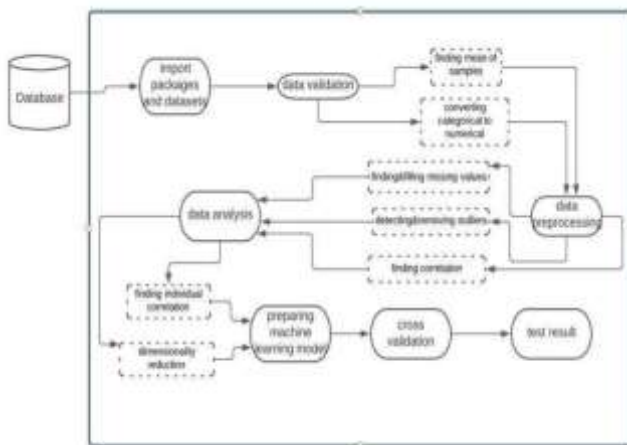 Database
import
packages
and datasets
data validation
finding mean of
samples
converting
categorical to
numerical
finding/filling missing values
data analysis
detecting/removing outliers
data
preprocessing
finding correlation
finding individual
correlation
preparing
machine
learning model
cross
validation
test result
dimensionality
reduction